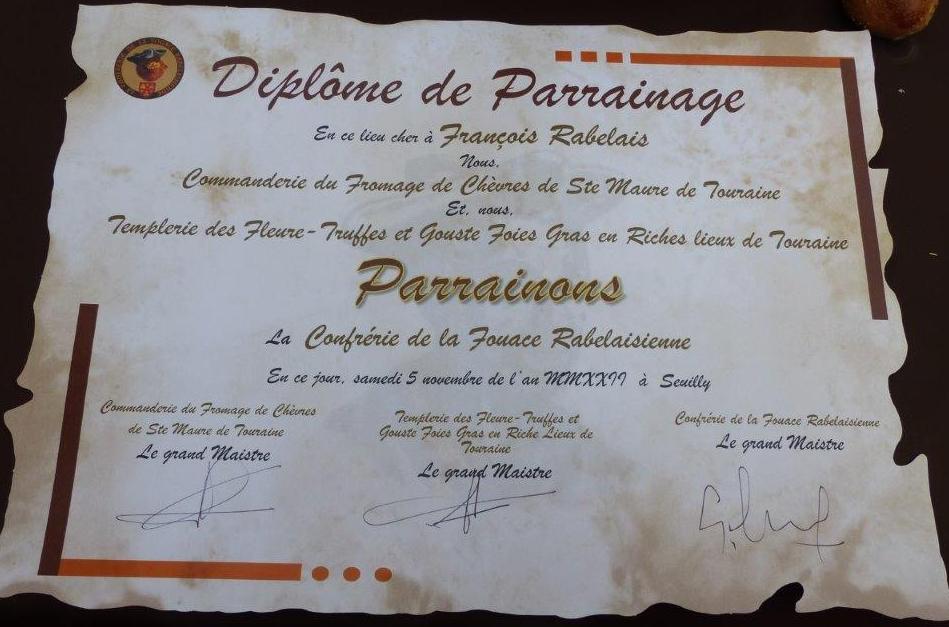 Diplôme de Parrainage
En ce lieu cher à François Rabelais
Nous,
Commanderie du Fromage de Chèvres de Ste Maure de Touraine
Et, nous,
Templerie des Fleure-Truffes et Gouste Foies Gras en Riches lieux de Touraine
Parrainons
La Confrérie de la Fouace Rabelaisienne
En ce jour, samedi 5 novembre de l'an MMXXII à Seuilly
Commanderie du Fromage de Chèvres
de Ste Maure de Touraine
Le grand Maistre
Templerie des Fleure-Truffes et
Gouste Foies Gras en Riche Lieux de
Touraine
Le grand Maistre
Confrérie de la Fouace Rabelaisienne
Le grand Maistre